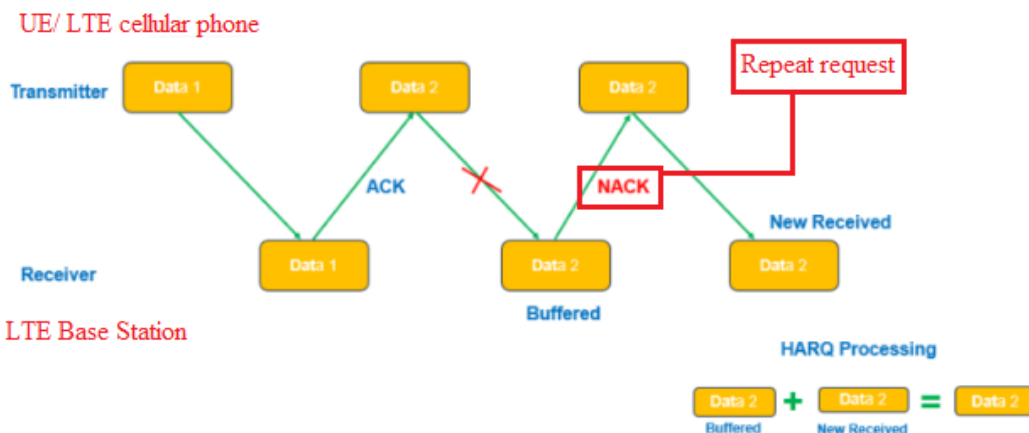 UE/ LTE cellular phone
Repeat request
Transmitter
Data 1
Data 2
Data 2
ACK
NACK
New Received
Receiver
Data 1
Data 2
Data 2
Buffered
LTE Base Station
HARQ Processing
Data 2 + Data 2 = Data 2
Buffered
New Received